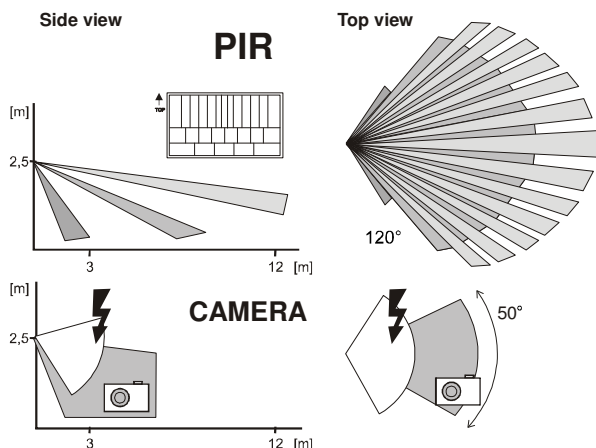 Side view
Top view
PIR
TOP
[m]
2,5
120°
3
12
[m]
[m]
CAMERA
50°
2,5
3
12
[m]